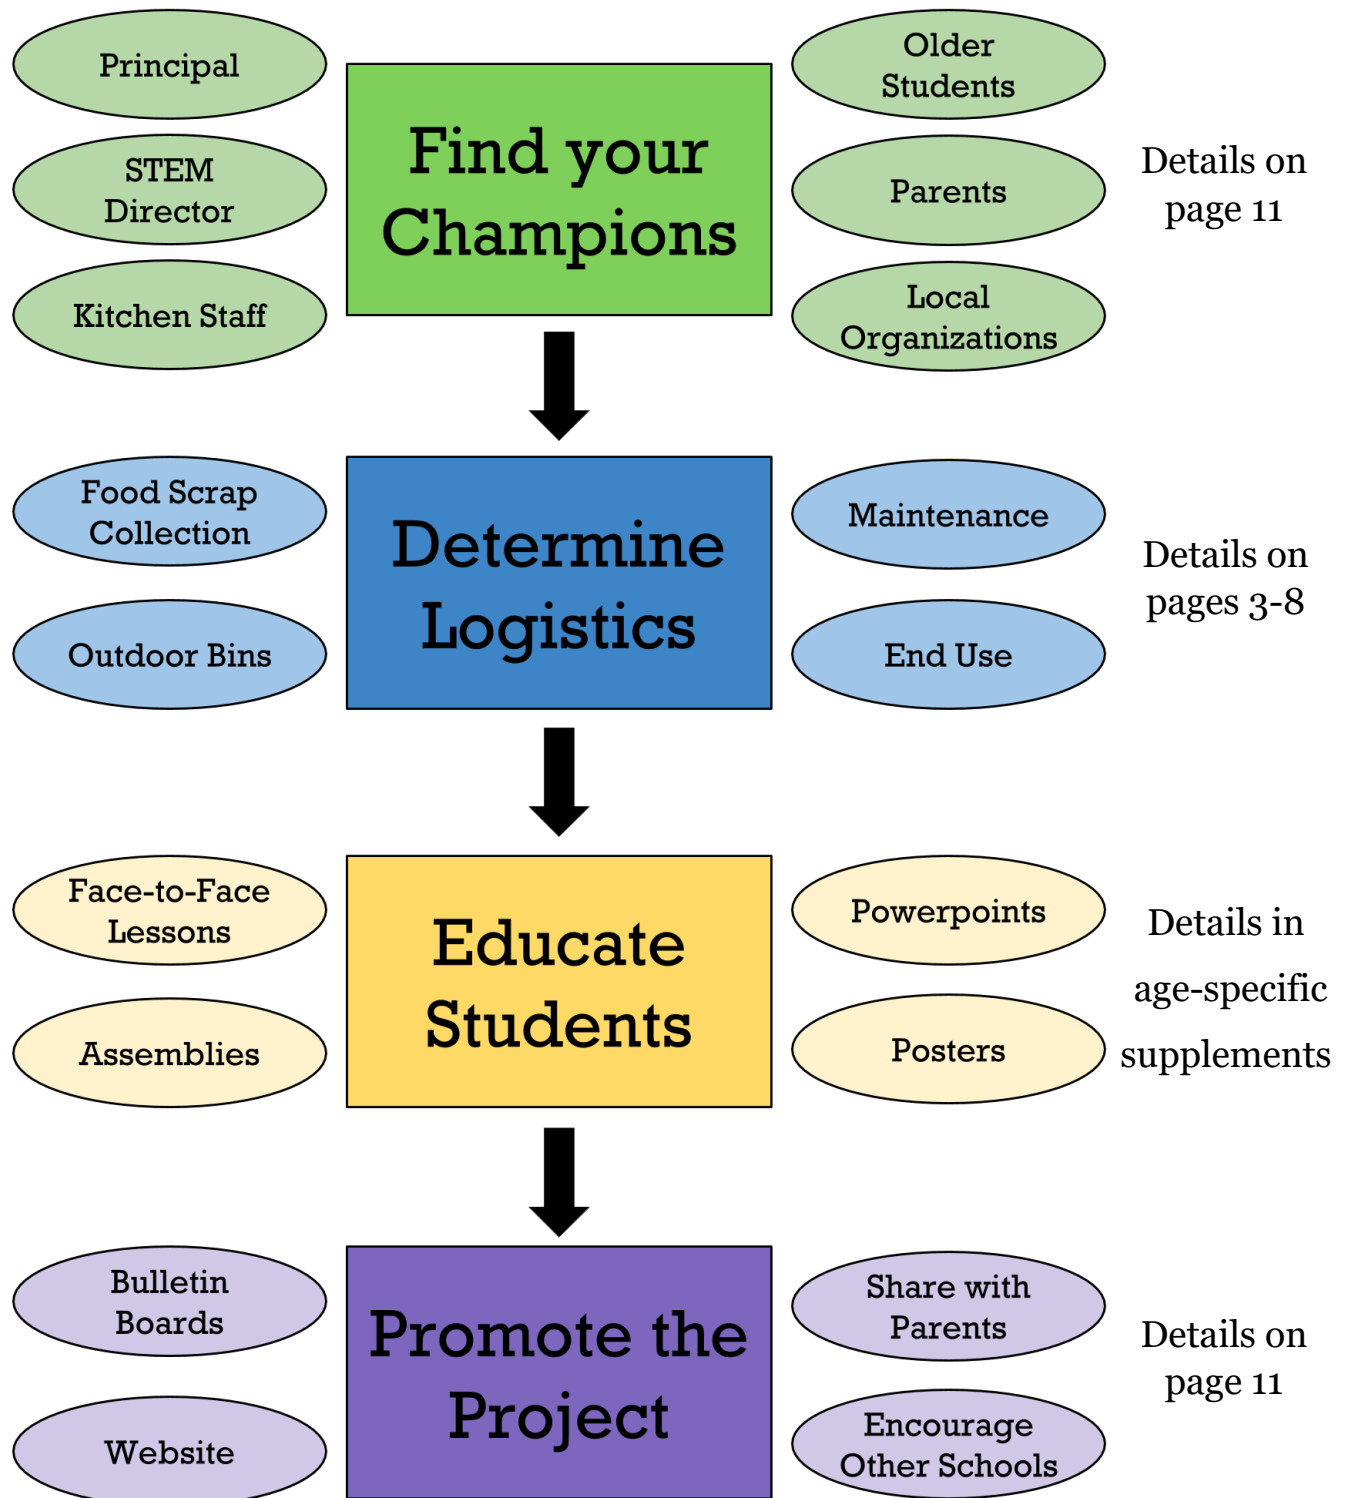 Principal
STEM
Director
Kitchen Staff
Find your
Champions
Older
Students
Parents
Local
Organizations
Details on
page 11
Food Scrap
Collection
Outdoor Bins
Determine
Logistics
Maintenance
End Use
Details on
pages 3-8
Face-to-Face
Lessons
Assemblies
Educate
Students
Powerpoints
Posters
Details in
age-specific
supplements
Bulletin
Boards
Website
Promote the
Project
Share with
Parents
Encourage
Other Schools
Details on
page 11